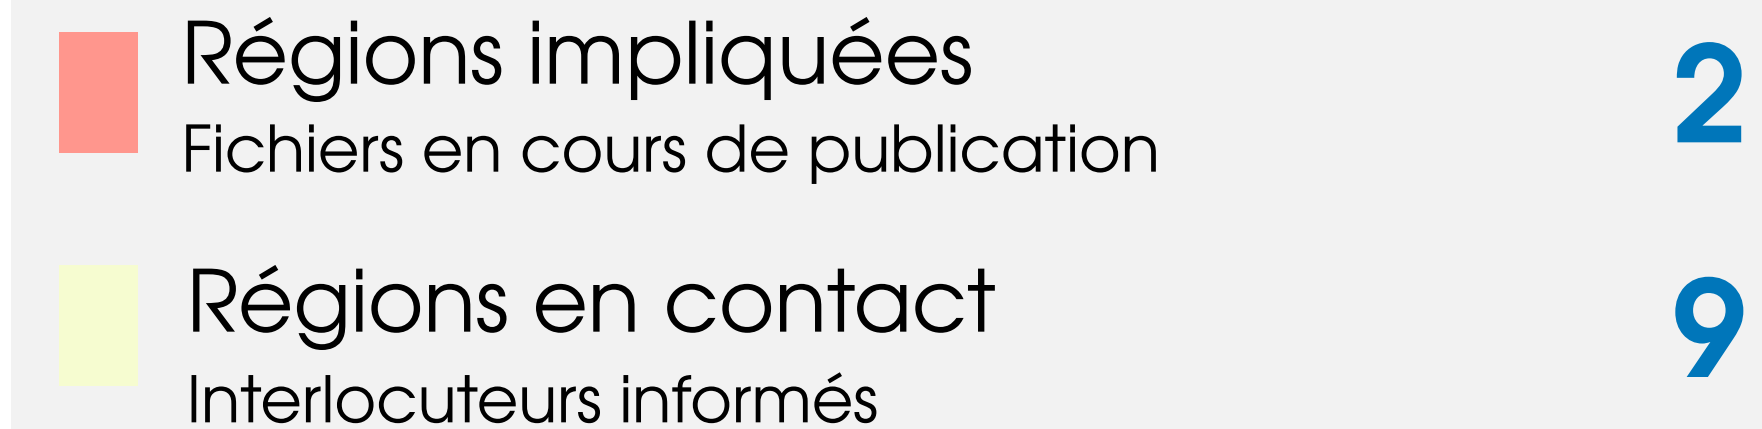 Régions impliquées 2
Fichiers en cours de publication
Régions en contact 9
Interlocuteurs informés